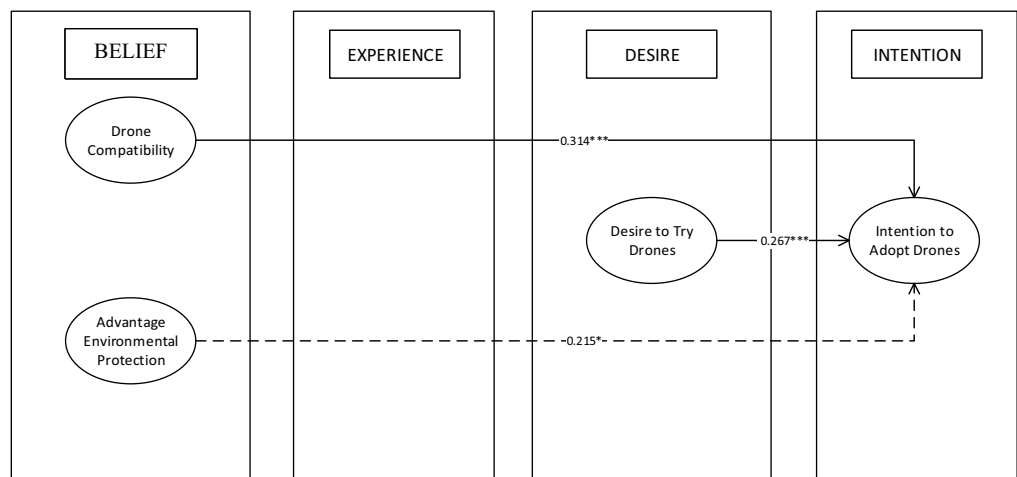 BELIEF
EXPERIENCE
DESIRE
INTENTION
Drone
Compatibility
0.314***
Desire to Try
Drones
0.267***
Intention to
Adopt Drones
Advantage
Environmental
Protection
0.215*